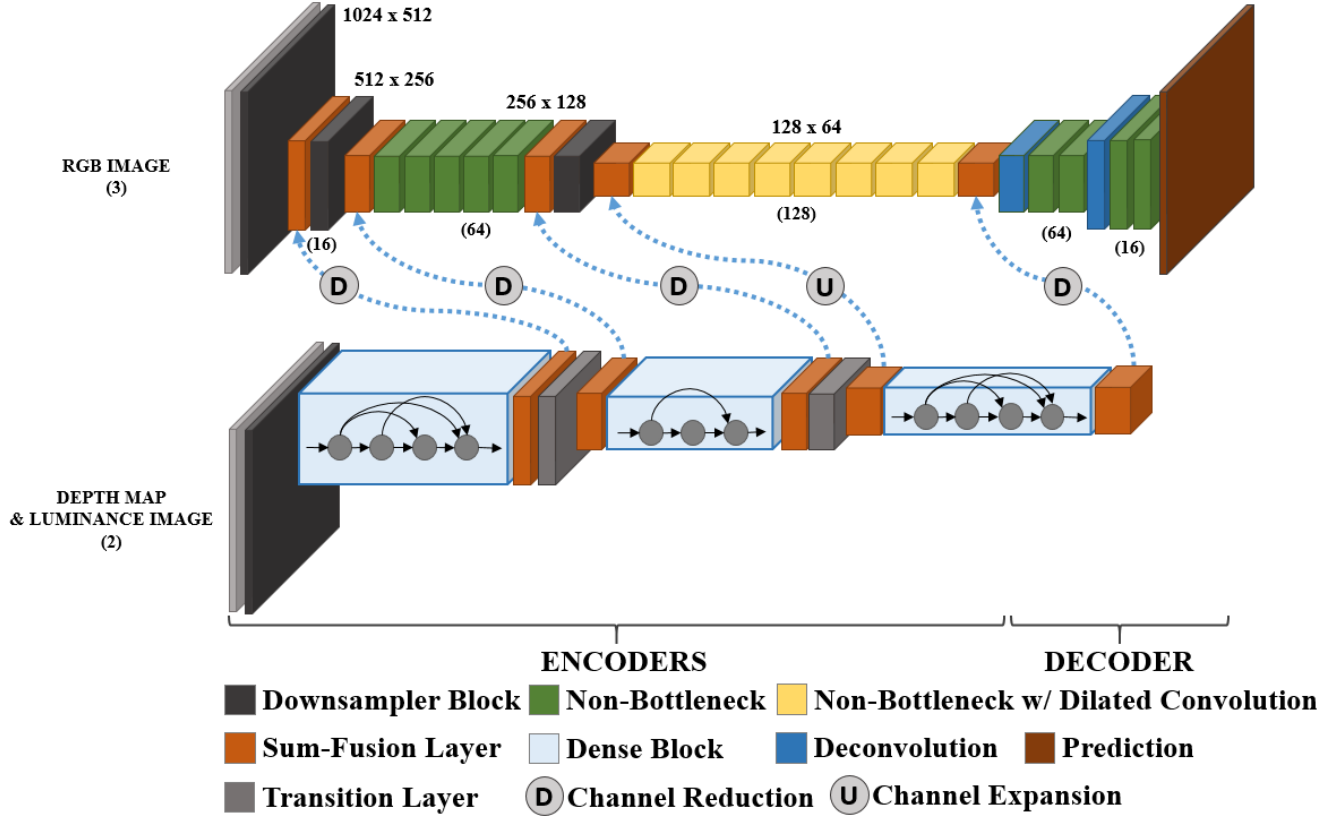 1024 x 512
512 x 256
256 x 128
128 x 64
RGB IMAGE
(3)
(16)
(64)
(128)
(64)
(16)
D
D
D
U
D
DEPTH MAP
& LUMINANCE IMAGE
(2)
ENCODERS
DECODER
Downsampler Block
Non-Bottleneck
Non-Bottleneck w/ Dilated Convolution
Sum-Fusion Layer
Dense Block
Deconvolution
Prediction
Transition Layer
D Channel Reduction
U Channel Expansion